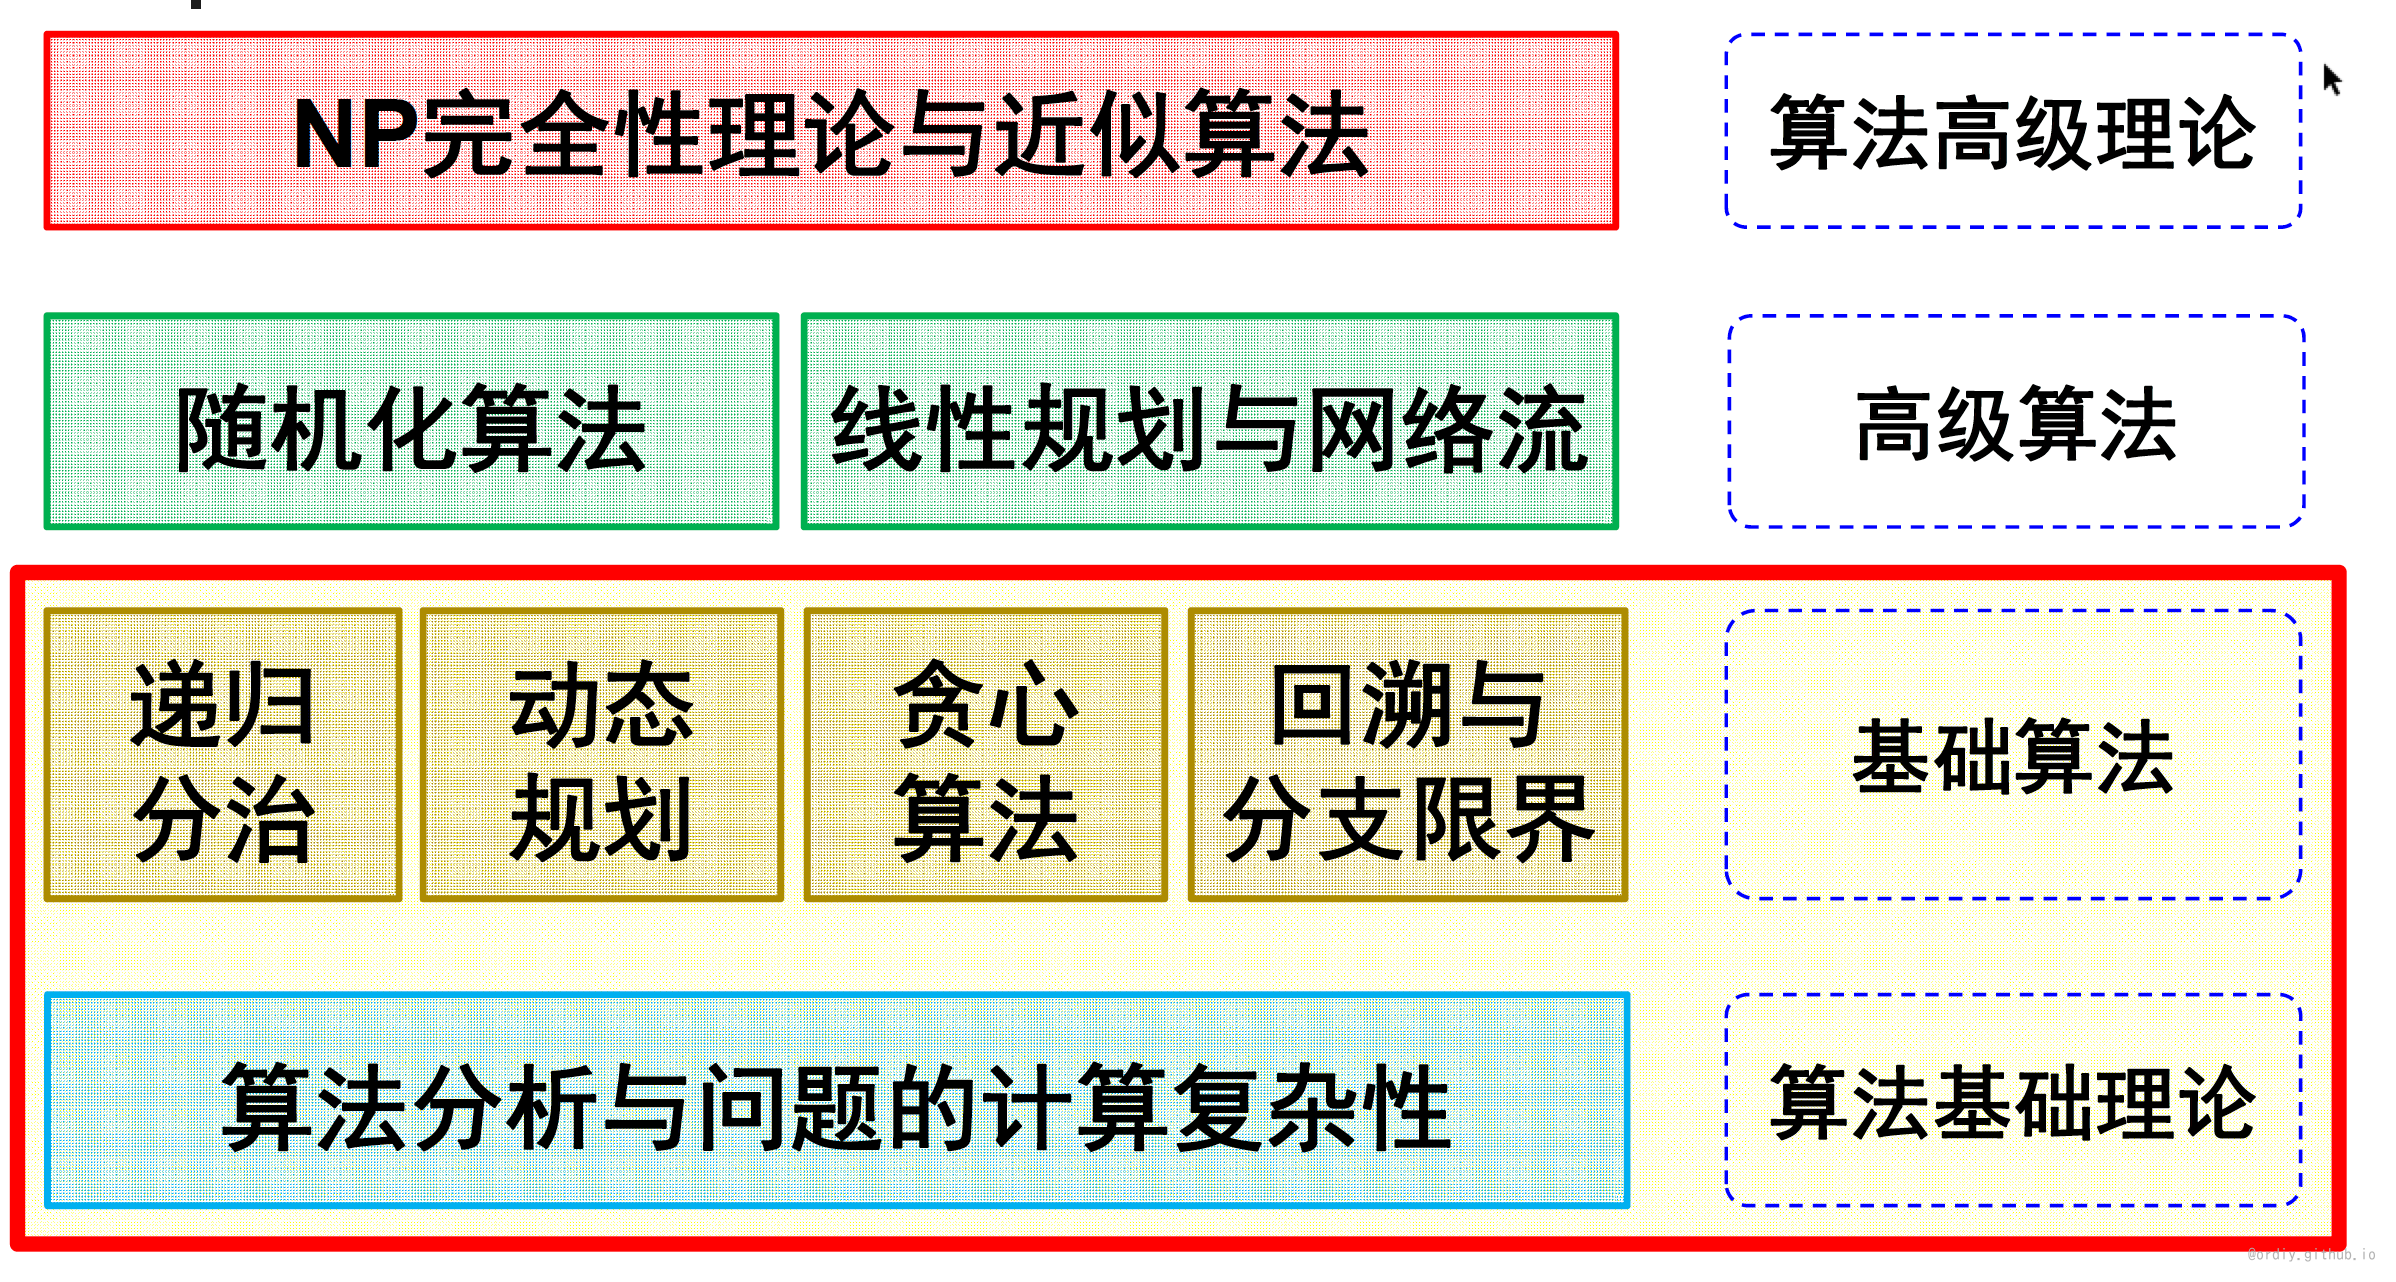 NP完全性理论与近似算法
算法高级理论
随机化算法
线性规划与网络流
高级算法
递归
分治
动态
规划
贪心
算法
回溯与
分支限界
基础算法
算法分析与问题的计算复杂性
算法基础理论
@ordiy.github.io